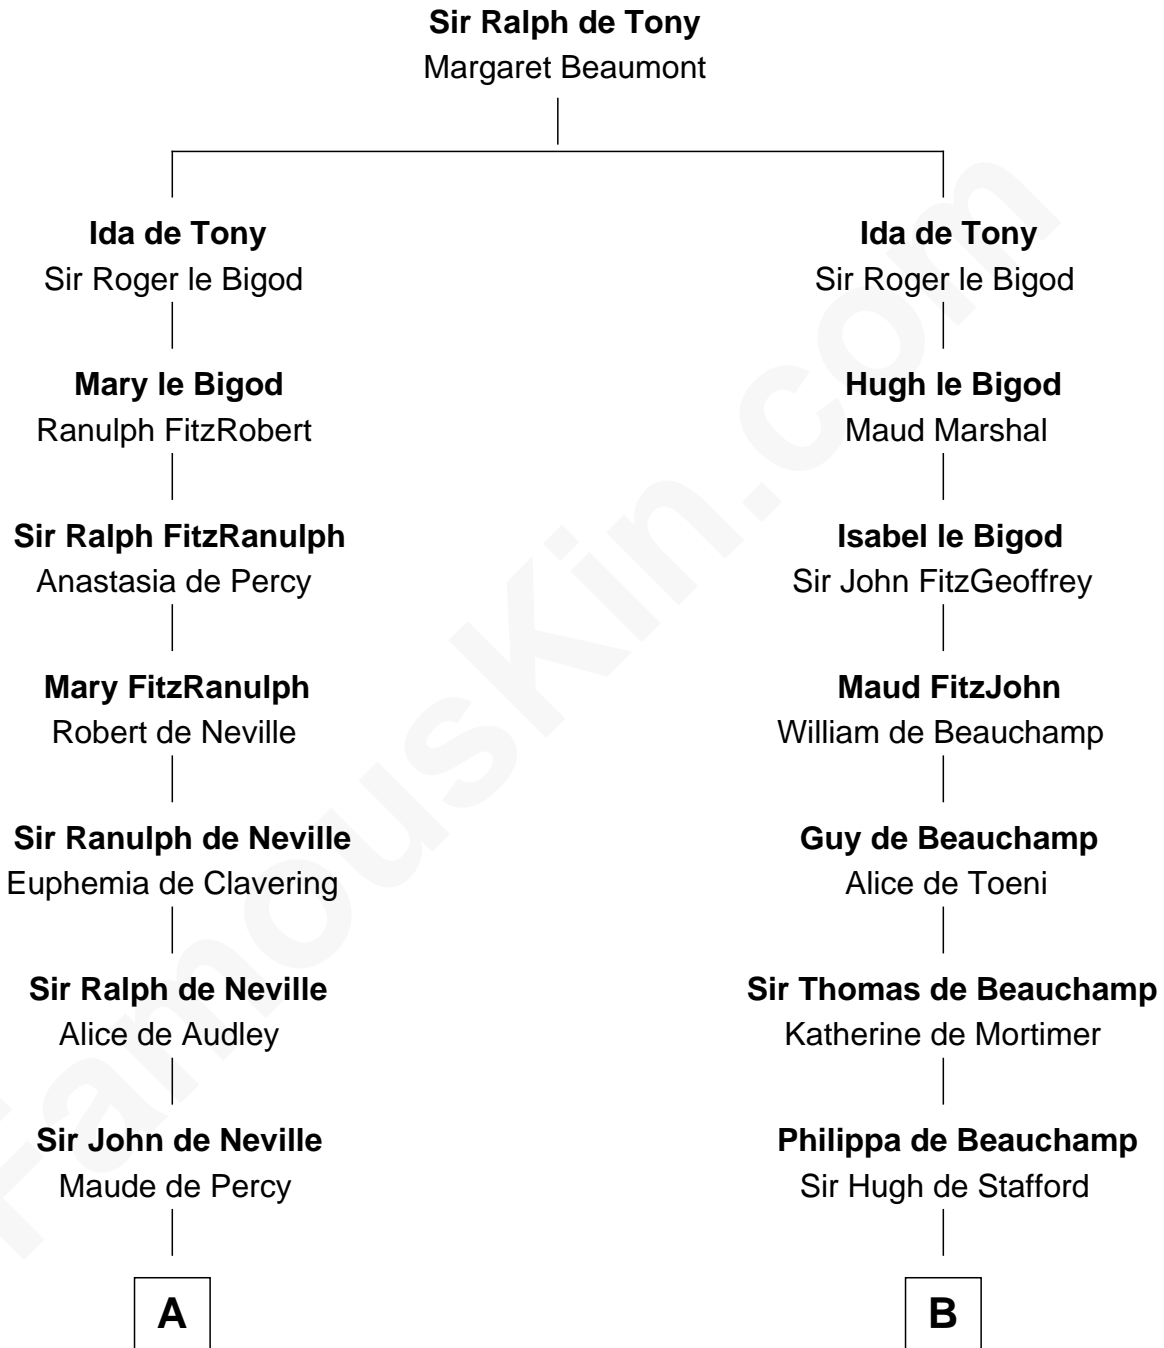 Sir Ralph de Tony
Margaret Beaumont
Ida de Tony
Sir Roger le Bigod
Ida de Tony
Sir Roger le Bigod
Mary le Bigod
Ranulph FitzRobert
Hugh le Bigod
Maud Marshal
Sir Ralph FitzRanulph
Anastasia de Percy
Isabel le Bigod
Sir John FitzGeoffrey
Mary FitzRanulph
Robert de Neville
Maud FitzJohn
William de Beauchamp
Sir Ranulph de Neville
Euphemia de Clavering
Guy de Beauchamp
Alice de Toeni
Sir Ralph de Neville
Alice de Audley
Sir Thomas de Beauchamp
Katherine de Mortimer
Sir John de Neville
Maude de Percy
Philippa de Beauchamp
Sir Hugh de Stafford
A
B
FamousKin.com